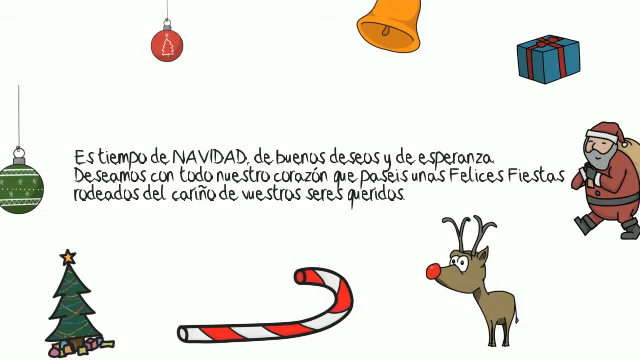 Es tiempo de NAVIDAD, de buenos deseos y de esperanza.
Deseamos con todo nuestro corazón que paseis unas Felices Fiestas
rodeados del cariño de vuestros seres queridos.